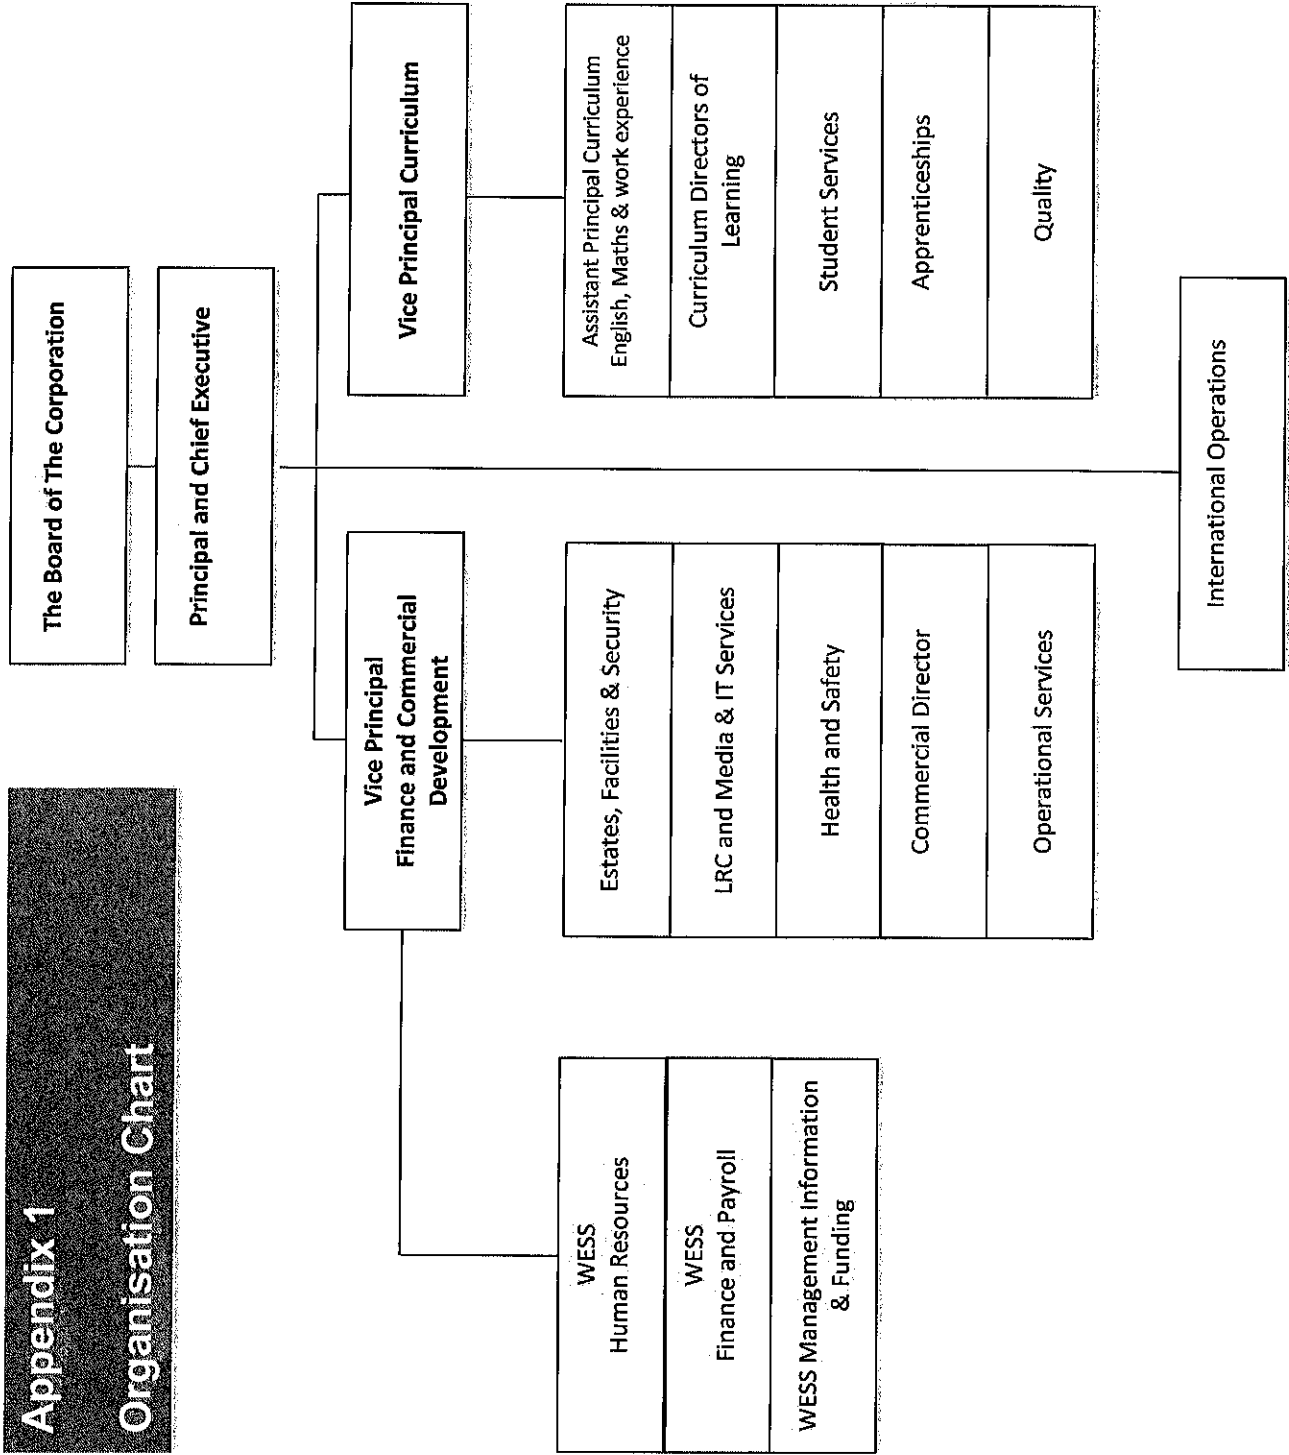 Appendix 1
Organisation Chart
The Board of The Corporation
Principal and Chief Executive
Vice Principal
Finance and Commercial
Development
Vice Principal Curriculum
WESS
Human Resources
WESS
Finance and Payroll
WESS Management Information
& Funding
Estates, Facilities & Security
LRC and Media & IT Services
Health and Safety
Commercial Director
Operational Services
Assistant Principal Curriculum
English, Maths & work experience
Curriculum Directors of
Learning
Student Services
Apprenticeships
Quality
International Operations